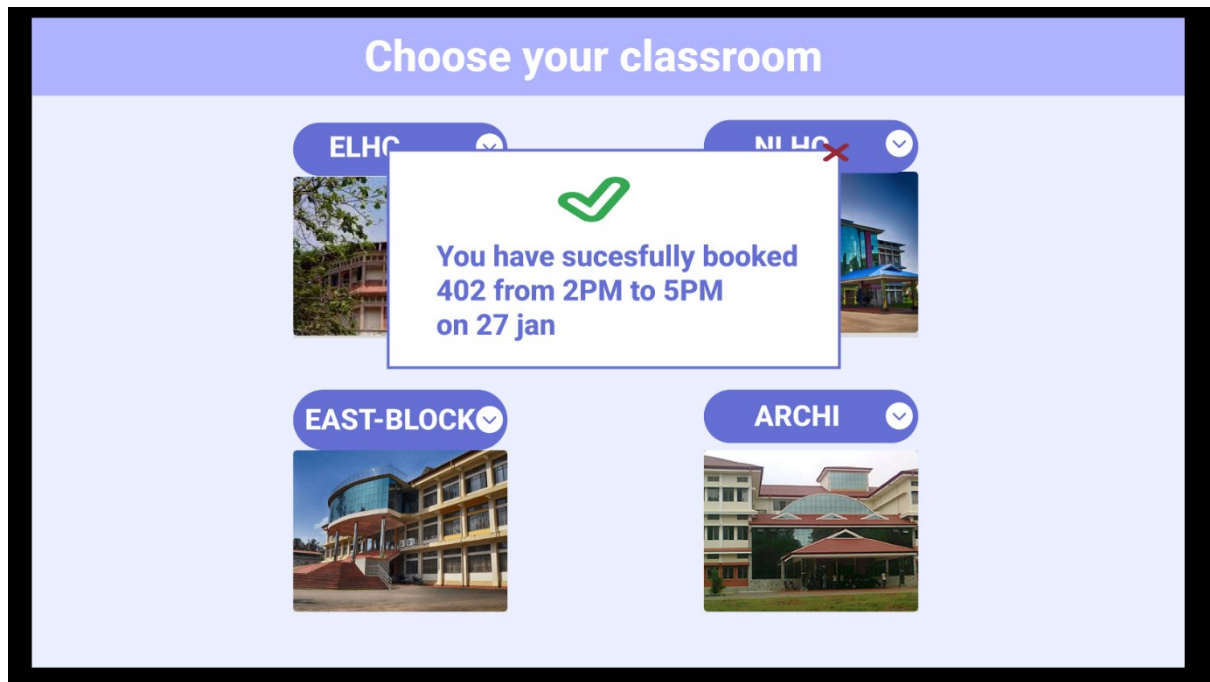 Choose your classroom
ELHC
NLHC
You have sucesfully booked
402 from 2PM to 5PM
on 27 jan
EAST-BLOCK
ARCHI